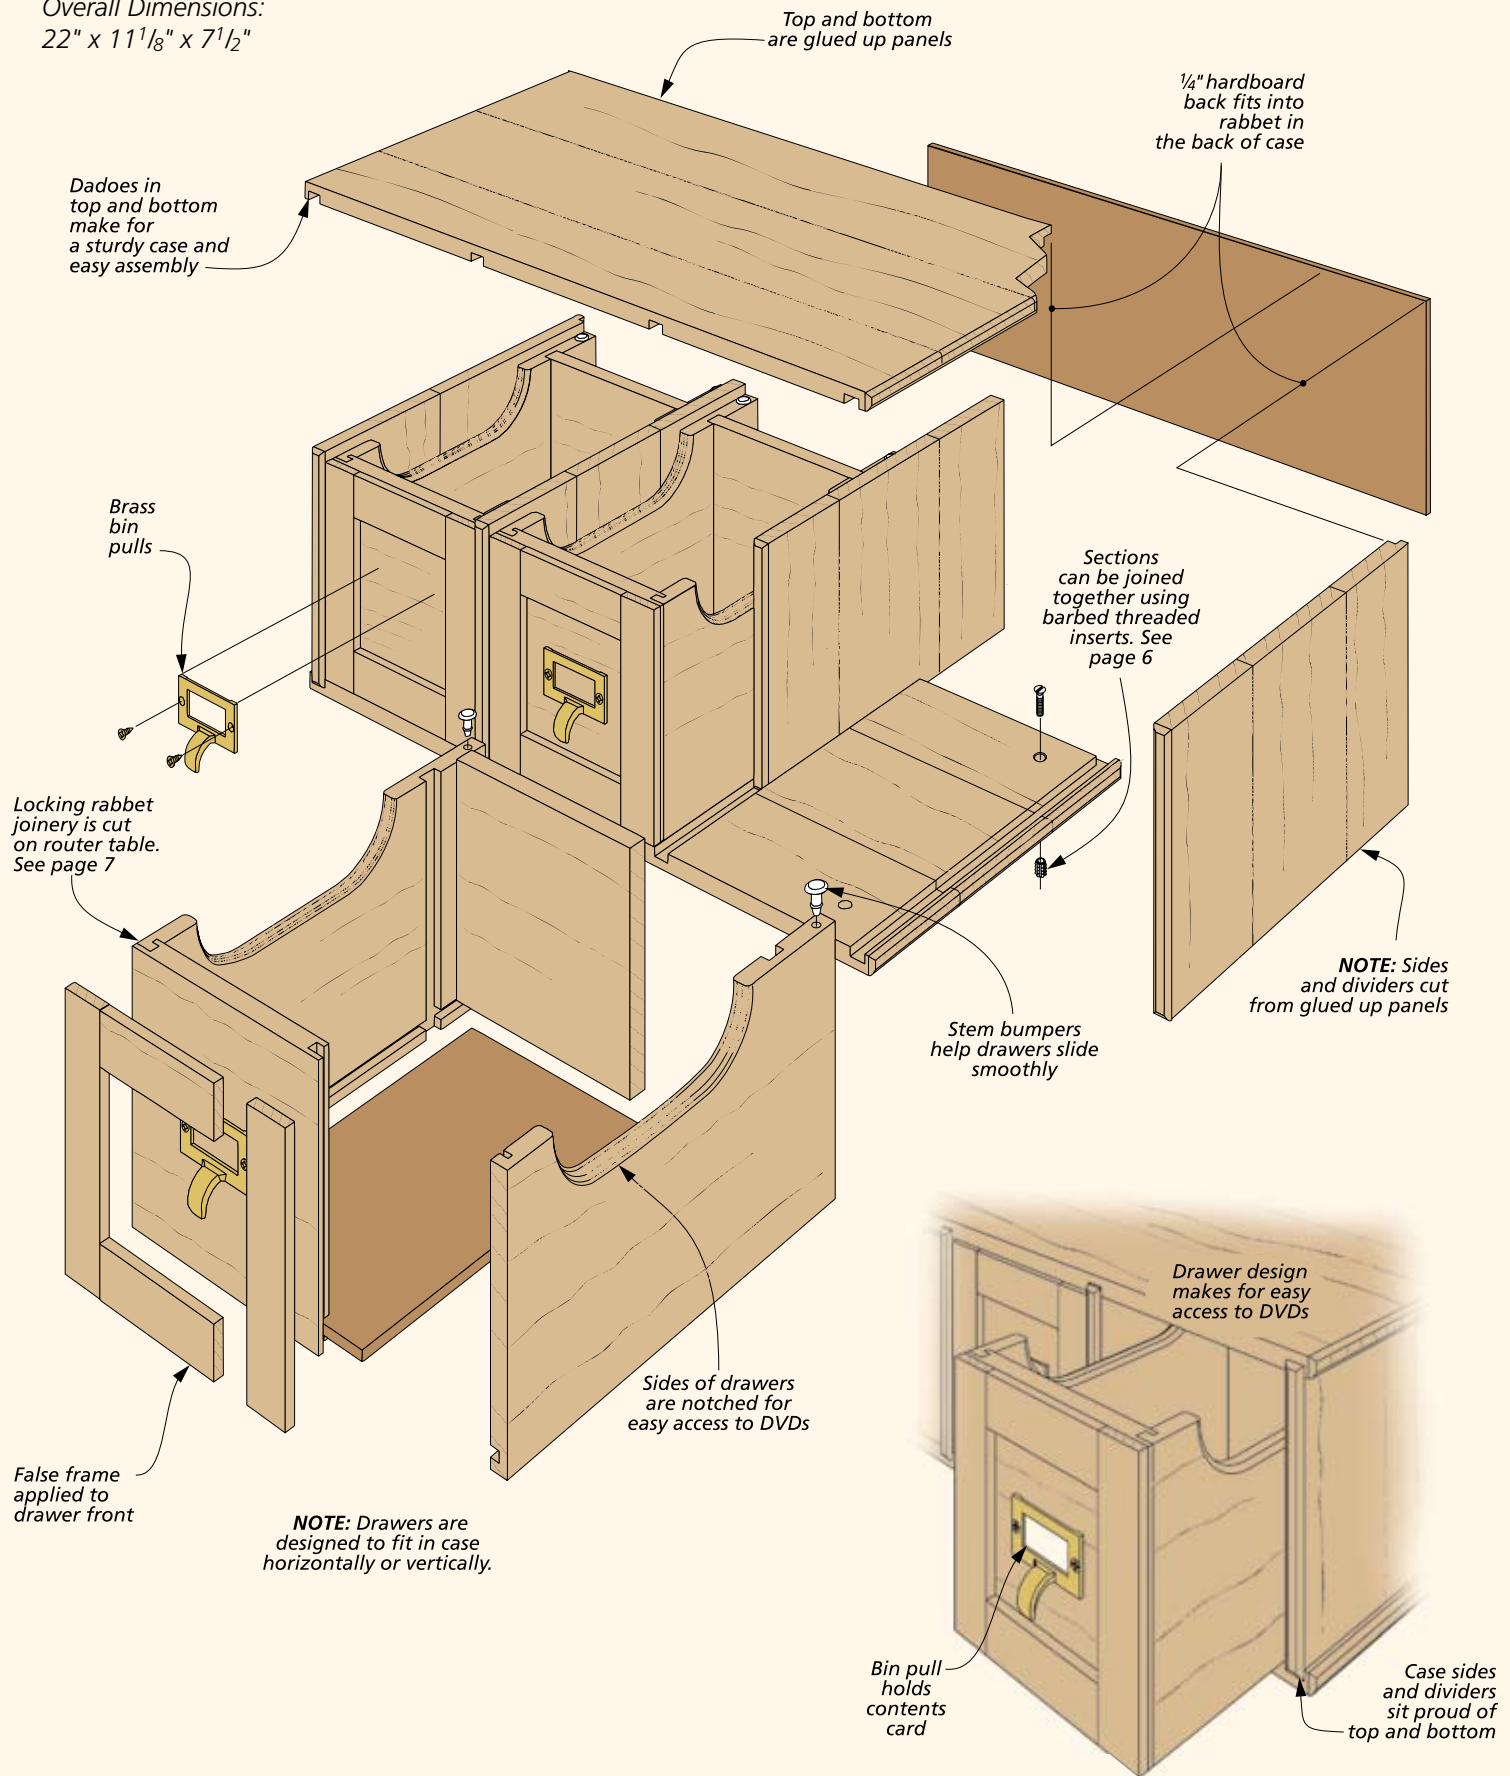 Overall Dimensions:
22" x 11 1/8" x 7 1/2"
Top and bottom
are glued up panels
1/4" hardboard
back fits into
rabbet in
the back of case
Dadoes in
top and bottom
make for
a sturdy case and
easy assembly
Brass
bin
pulls
Sections
can be joined
together using
barbed threaded
inserts. See
page 6
Locking rabbet
joinery is cut
on router table.
See page 7
NOTE: Sides
and dividers cut
from glued up panels
Stem bumpers
help drawers slide
smoothly
Drawer design
makes for easy
access to DVDs
Sides of drawers
are notched for
easy access to DVDs
False frame
applied to
drawer front
NOTE: Drawers are
designed to fit in case
horizontally or vertically.
Bin pull
holds
contents
card
Case sides
and dividers
sit proud of
top and bottom